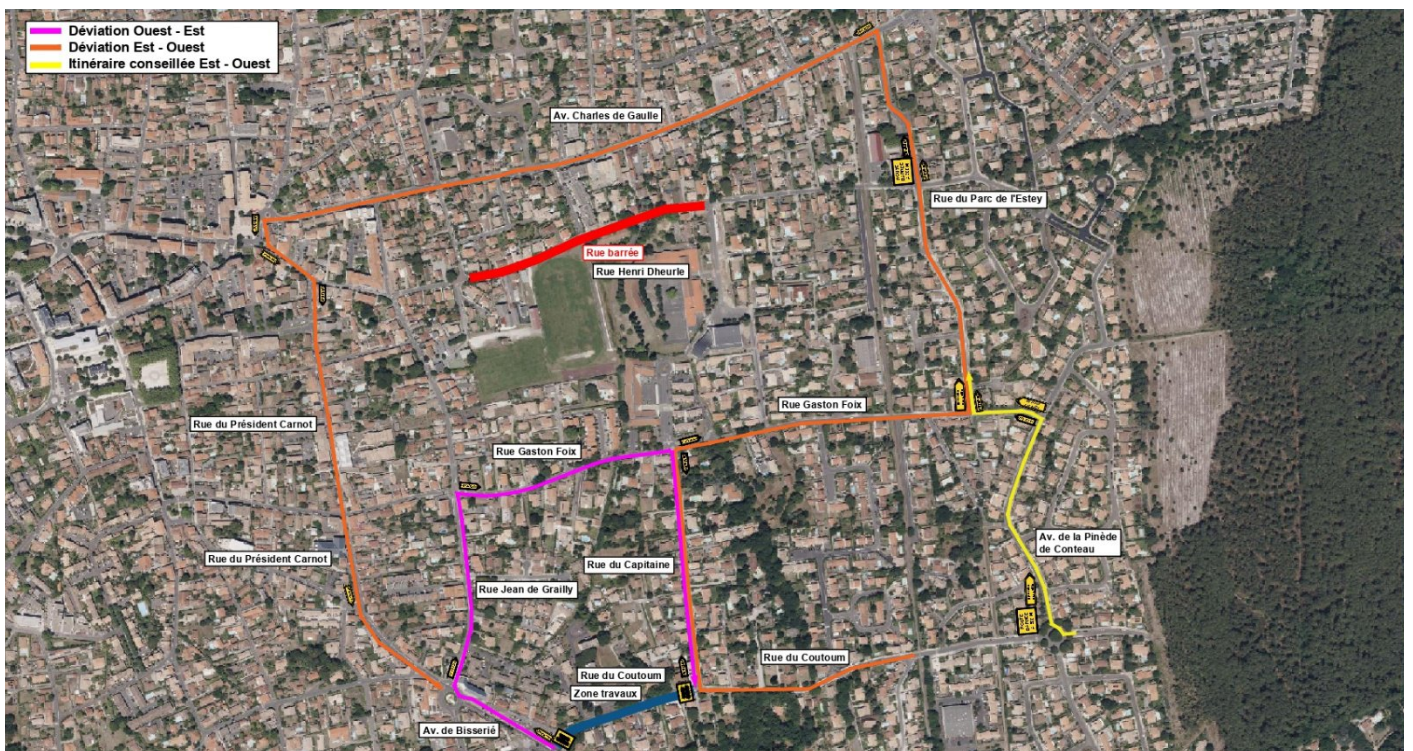 Déviation Ouest - Est
Déviation Est - Ouest
Itinéraire conseillée Est - Ouest
Av. Charles de Gaulle
Rue du Parc de l'Estey
Rue barrée
Rue Henri Dheurle
Rue Gaston Foix
Rue du Président Carnot
Rue Gaston Foix
Av. de la Pinède
de Conteau
Rue du Président Carnot
Rue du Capitaine
Rue Jean de Grailly
Rue du Coutoum
Rue du Coutoum
Zone travaux
Av. de Bisserié